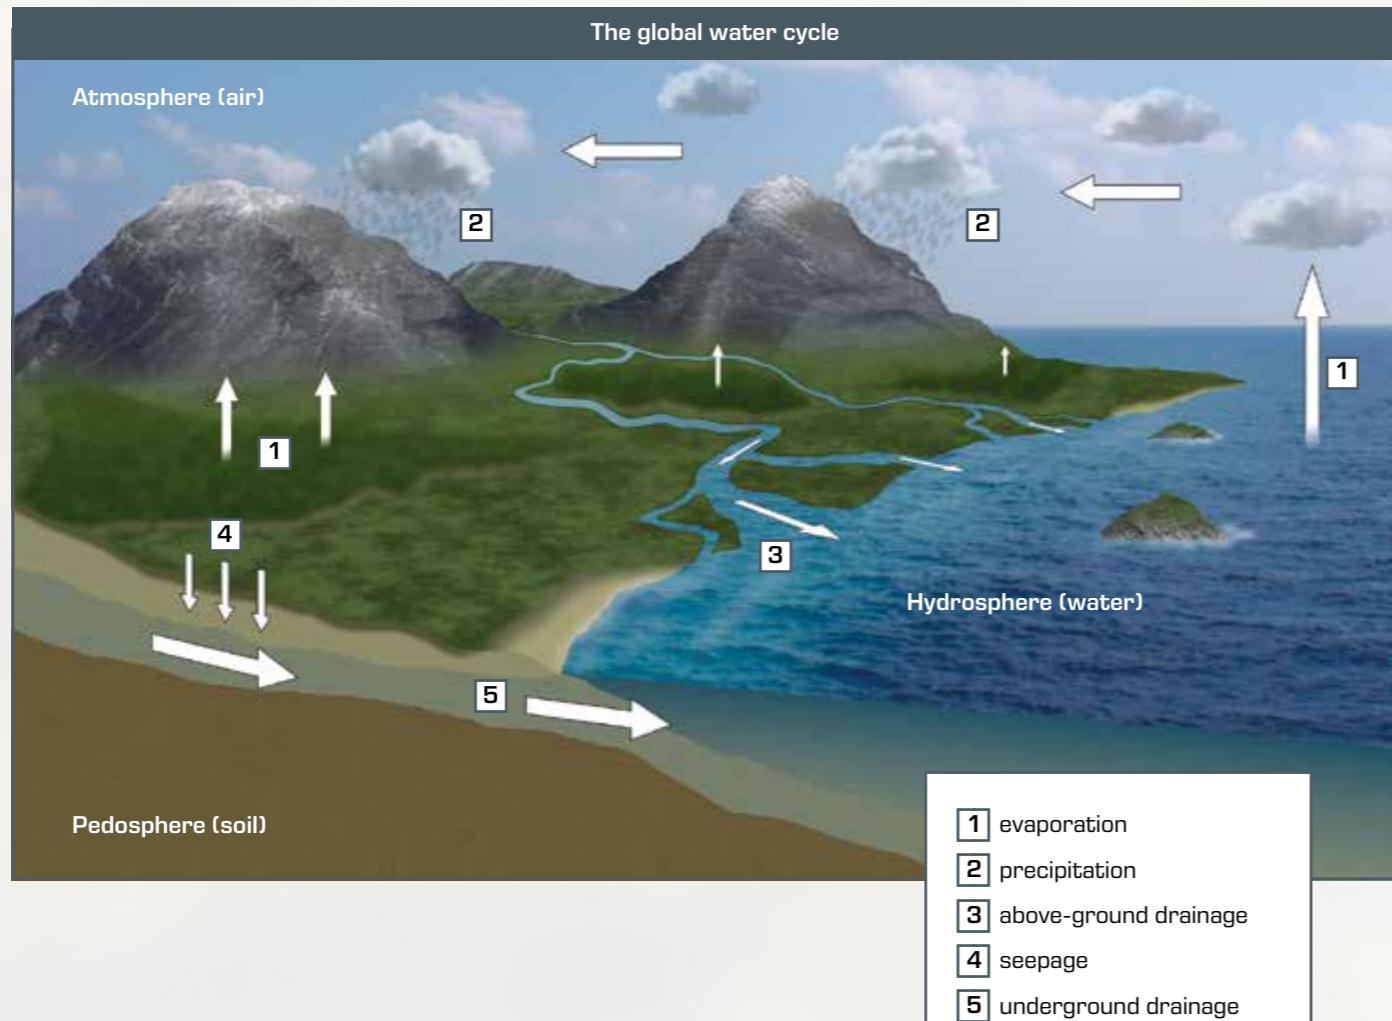 The global water cycle
Atmosphere (air)
2
2
1
1
4
3
Hydrosphere (water)
5
Pedosphere (soil)
1 evaporation
2 precipitation
3 above-ground drainage
4 seepage
5 underground drainage